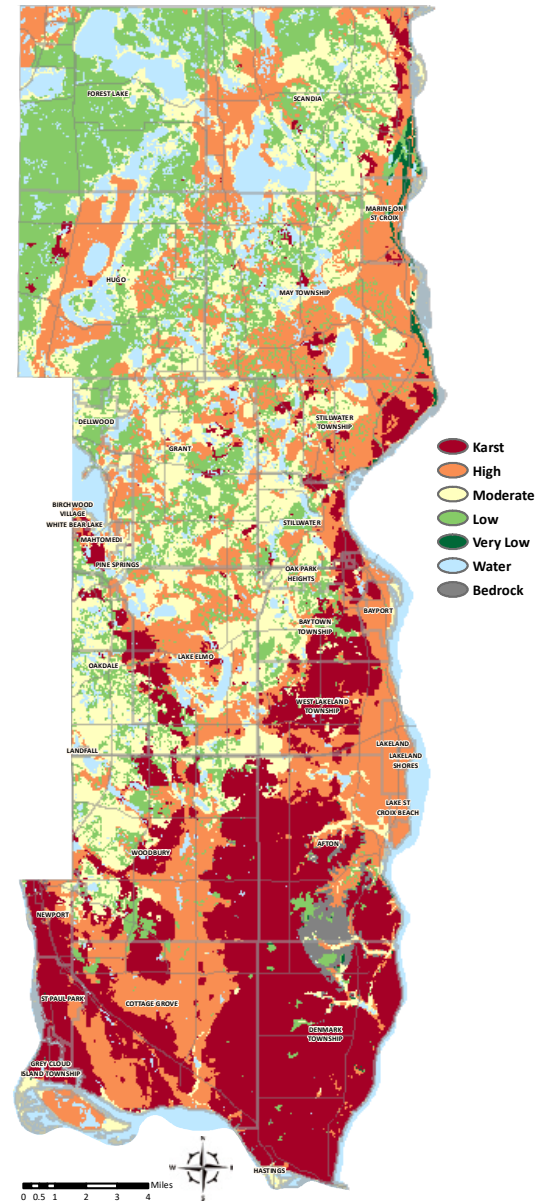 FOREST LAKE
SCANDIA
MARINE ON
ST CROIX
HUGO
MAY TOWNSHIP
DELLWOOD
STILLWATER
TOWNSHIP
GRANT
Karst
High
Moderate
Low
Very Low
Water
Bedrock
BIRCHWOOD
VILLAGE
WHITE BEAR LAKE
MAHTOMEDI
PINE SPRINGS
STILLWATER
OAK PARK
HEIGHTS
BAYPORT
BAYTOWN
TOWNSHIP
LAKE ELMO
OAKDALE
WEST LAKELAND
TOWNSHIP
LANDFALL
LAKELAND
LAKELAND
SHORES
LAKE ST
CROIX BEACH
AFTON
WOODBURY
NEWPORT
ST PAUL PARK
COTTAGE GROVE
DENMARK
TOWNSHIP
GREY CLOUD
ISLAND TOWNSHIP
HASTINGS
N
W
E
S
Miles
0 0.5 1 2 3 4